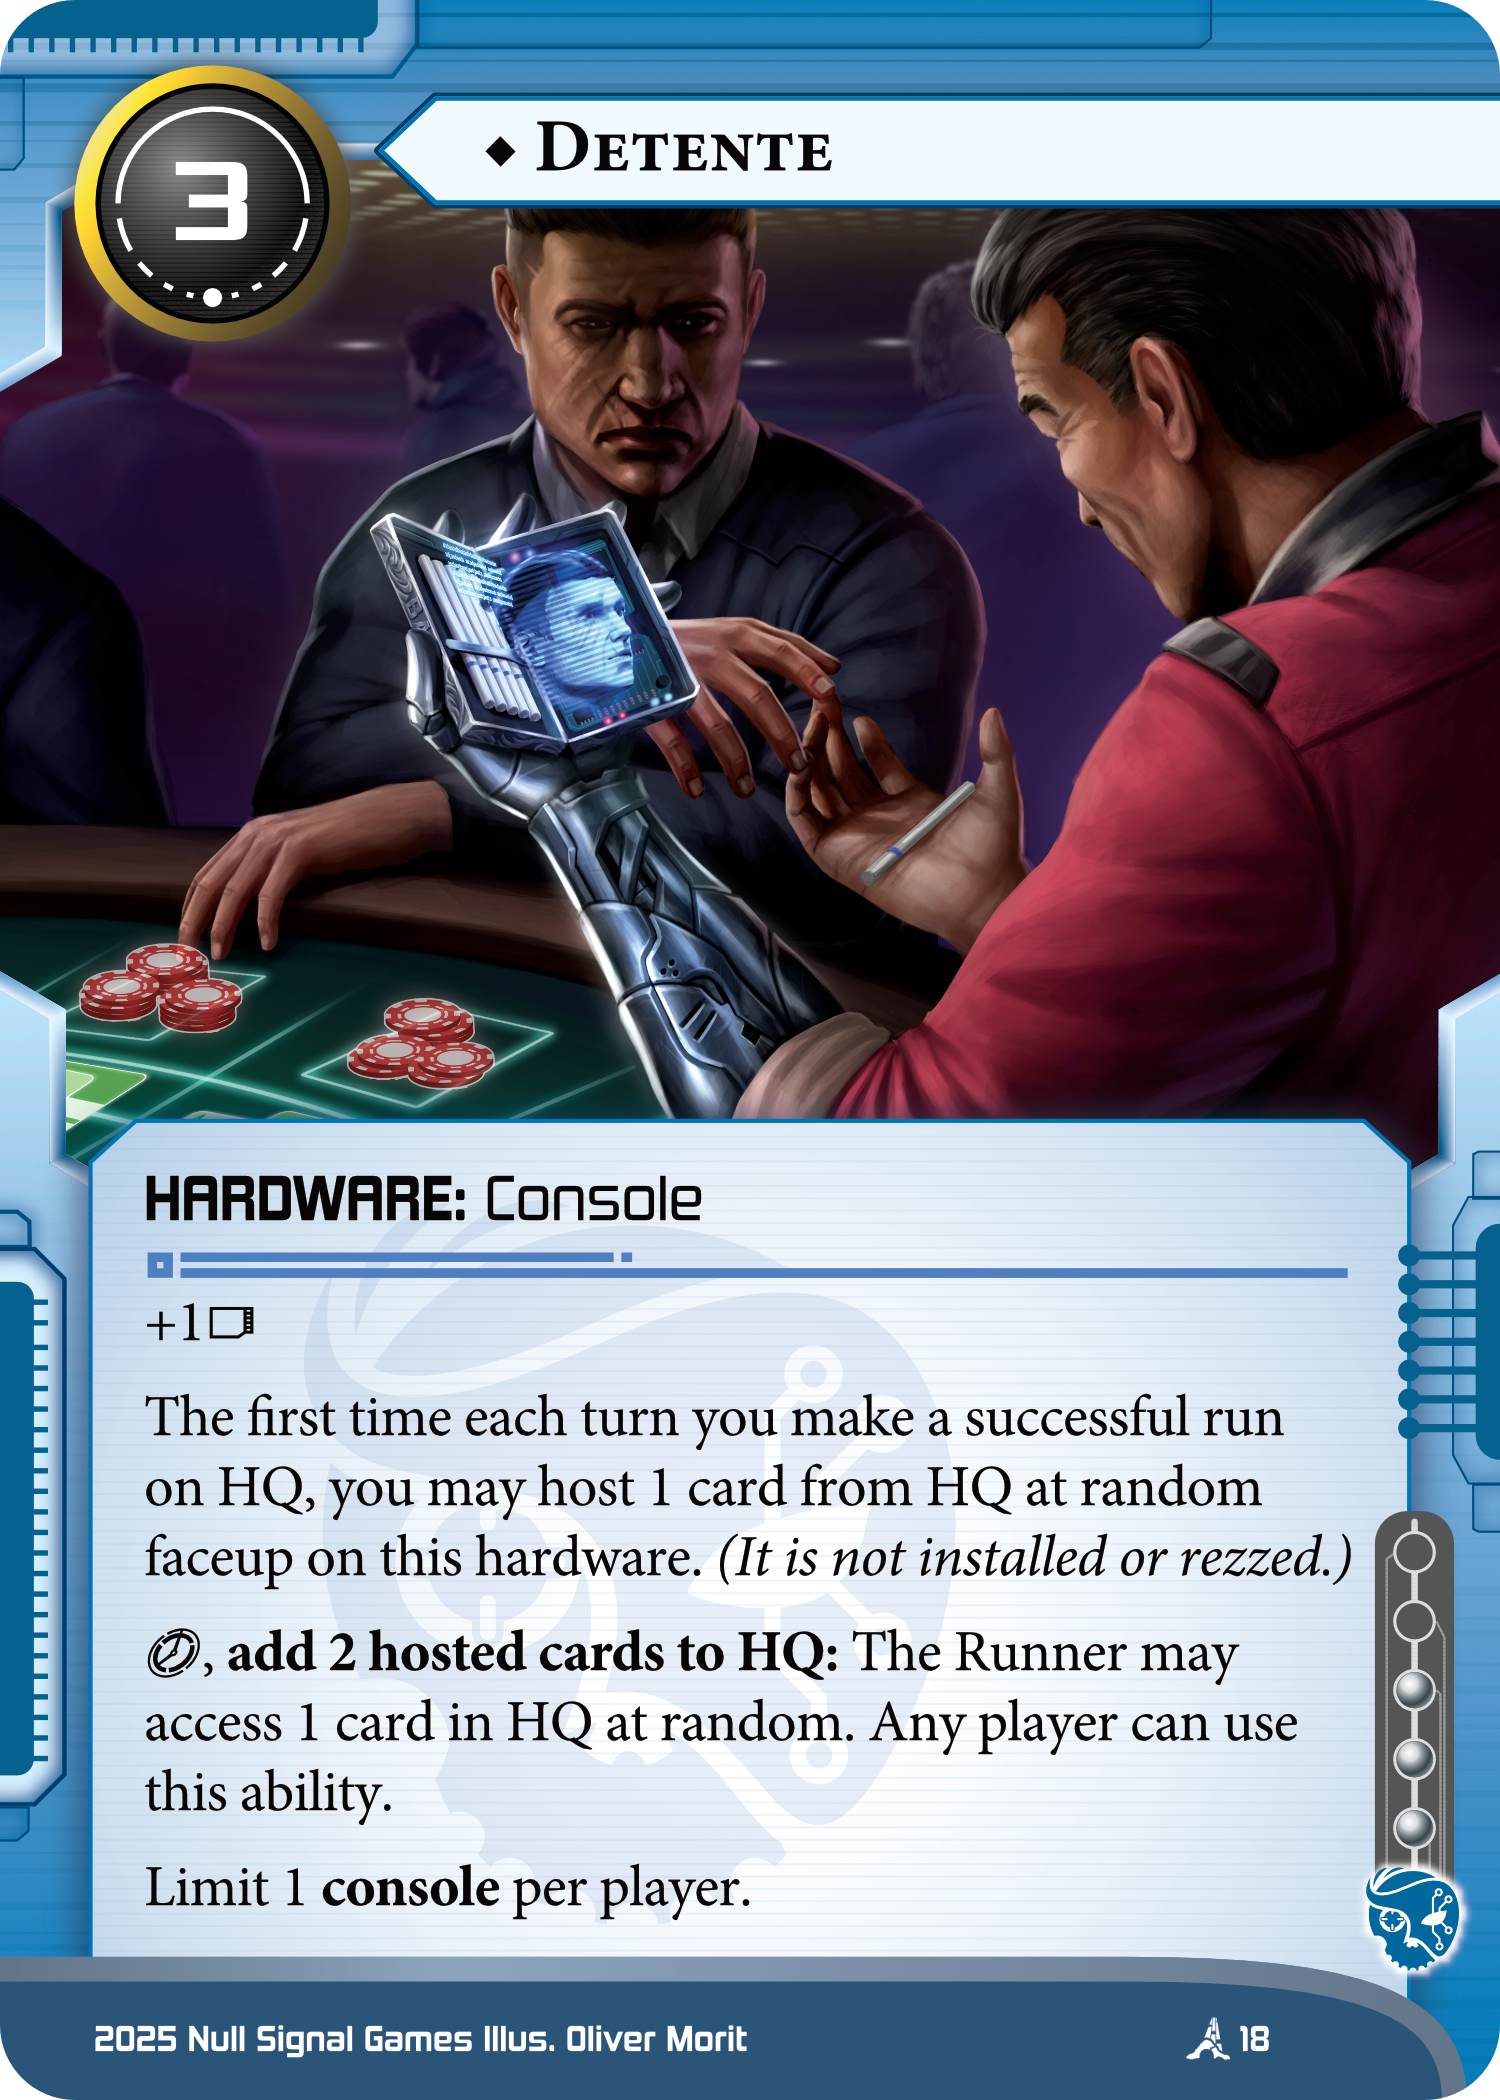 3
◆ Detente
HARDWARE: Console
+1
The first time each turn you make a successful run
on HQ, you may host 1 card from HQ at random
faceup on this hardware. (It is not installed or rezzed.)
, add 2 hosted cards to HQ: The Runner may
access 1 card in HQ at random. Any player can use
this ability.
Limit 1 console per player.
2025 Null Signal Games Illus. Oliver Morit
18